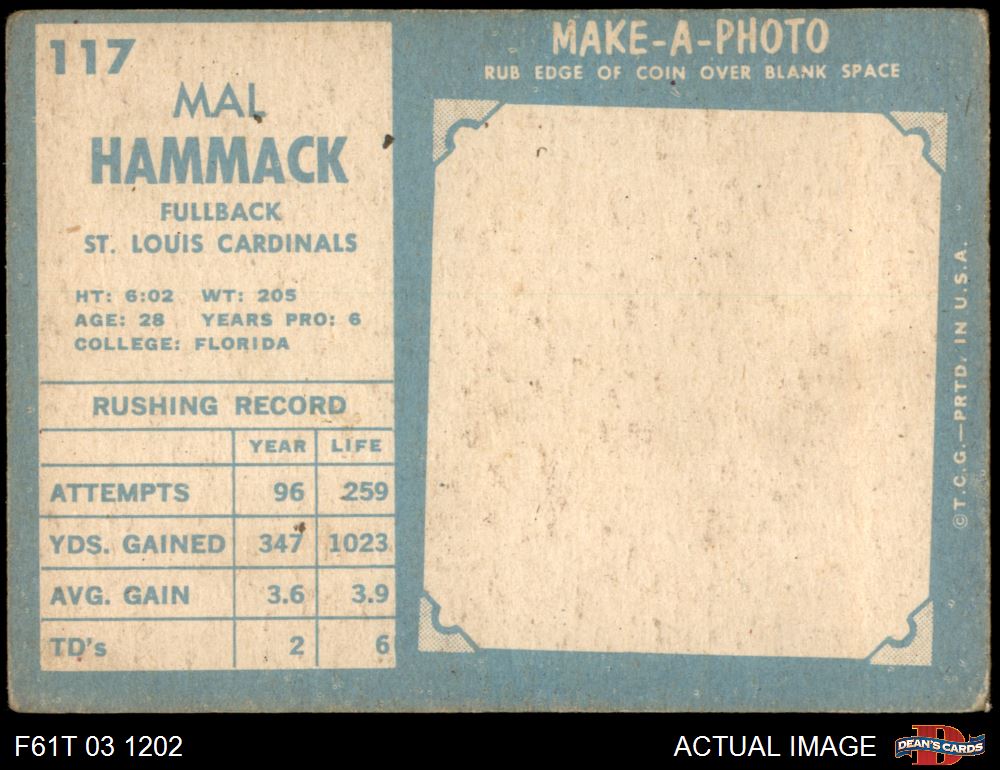 117
MAL
HAMMACK
FULLBACK
ST. LOUIS CARDINALS
HT: 6:02 WT: 205
AGE: 28 YEARS PRO: 6
COLLEGE: FLORIDA
RUSHING RECORD
YEAR LIFE
ATTEMPTS 96 259
YDS. GAINED 347 1023
AVG. GAIN 3.6 3.9
TD's 2 6
MAKE-A-PHOTO
RUB EDGE OF COIN OVER BLANK SPACE
©T.C.G.—PRTD. IN U.S.A.
F61T 03 1202
ACTUAL IMAGE
D
DEAN'S CARDS